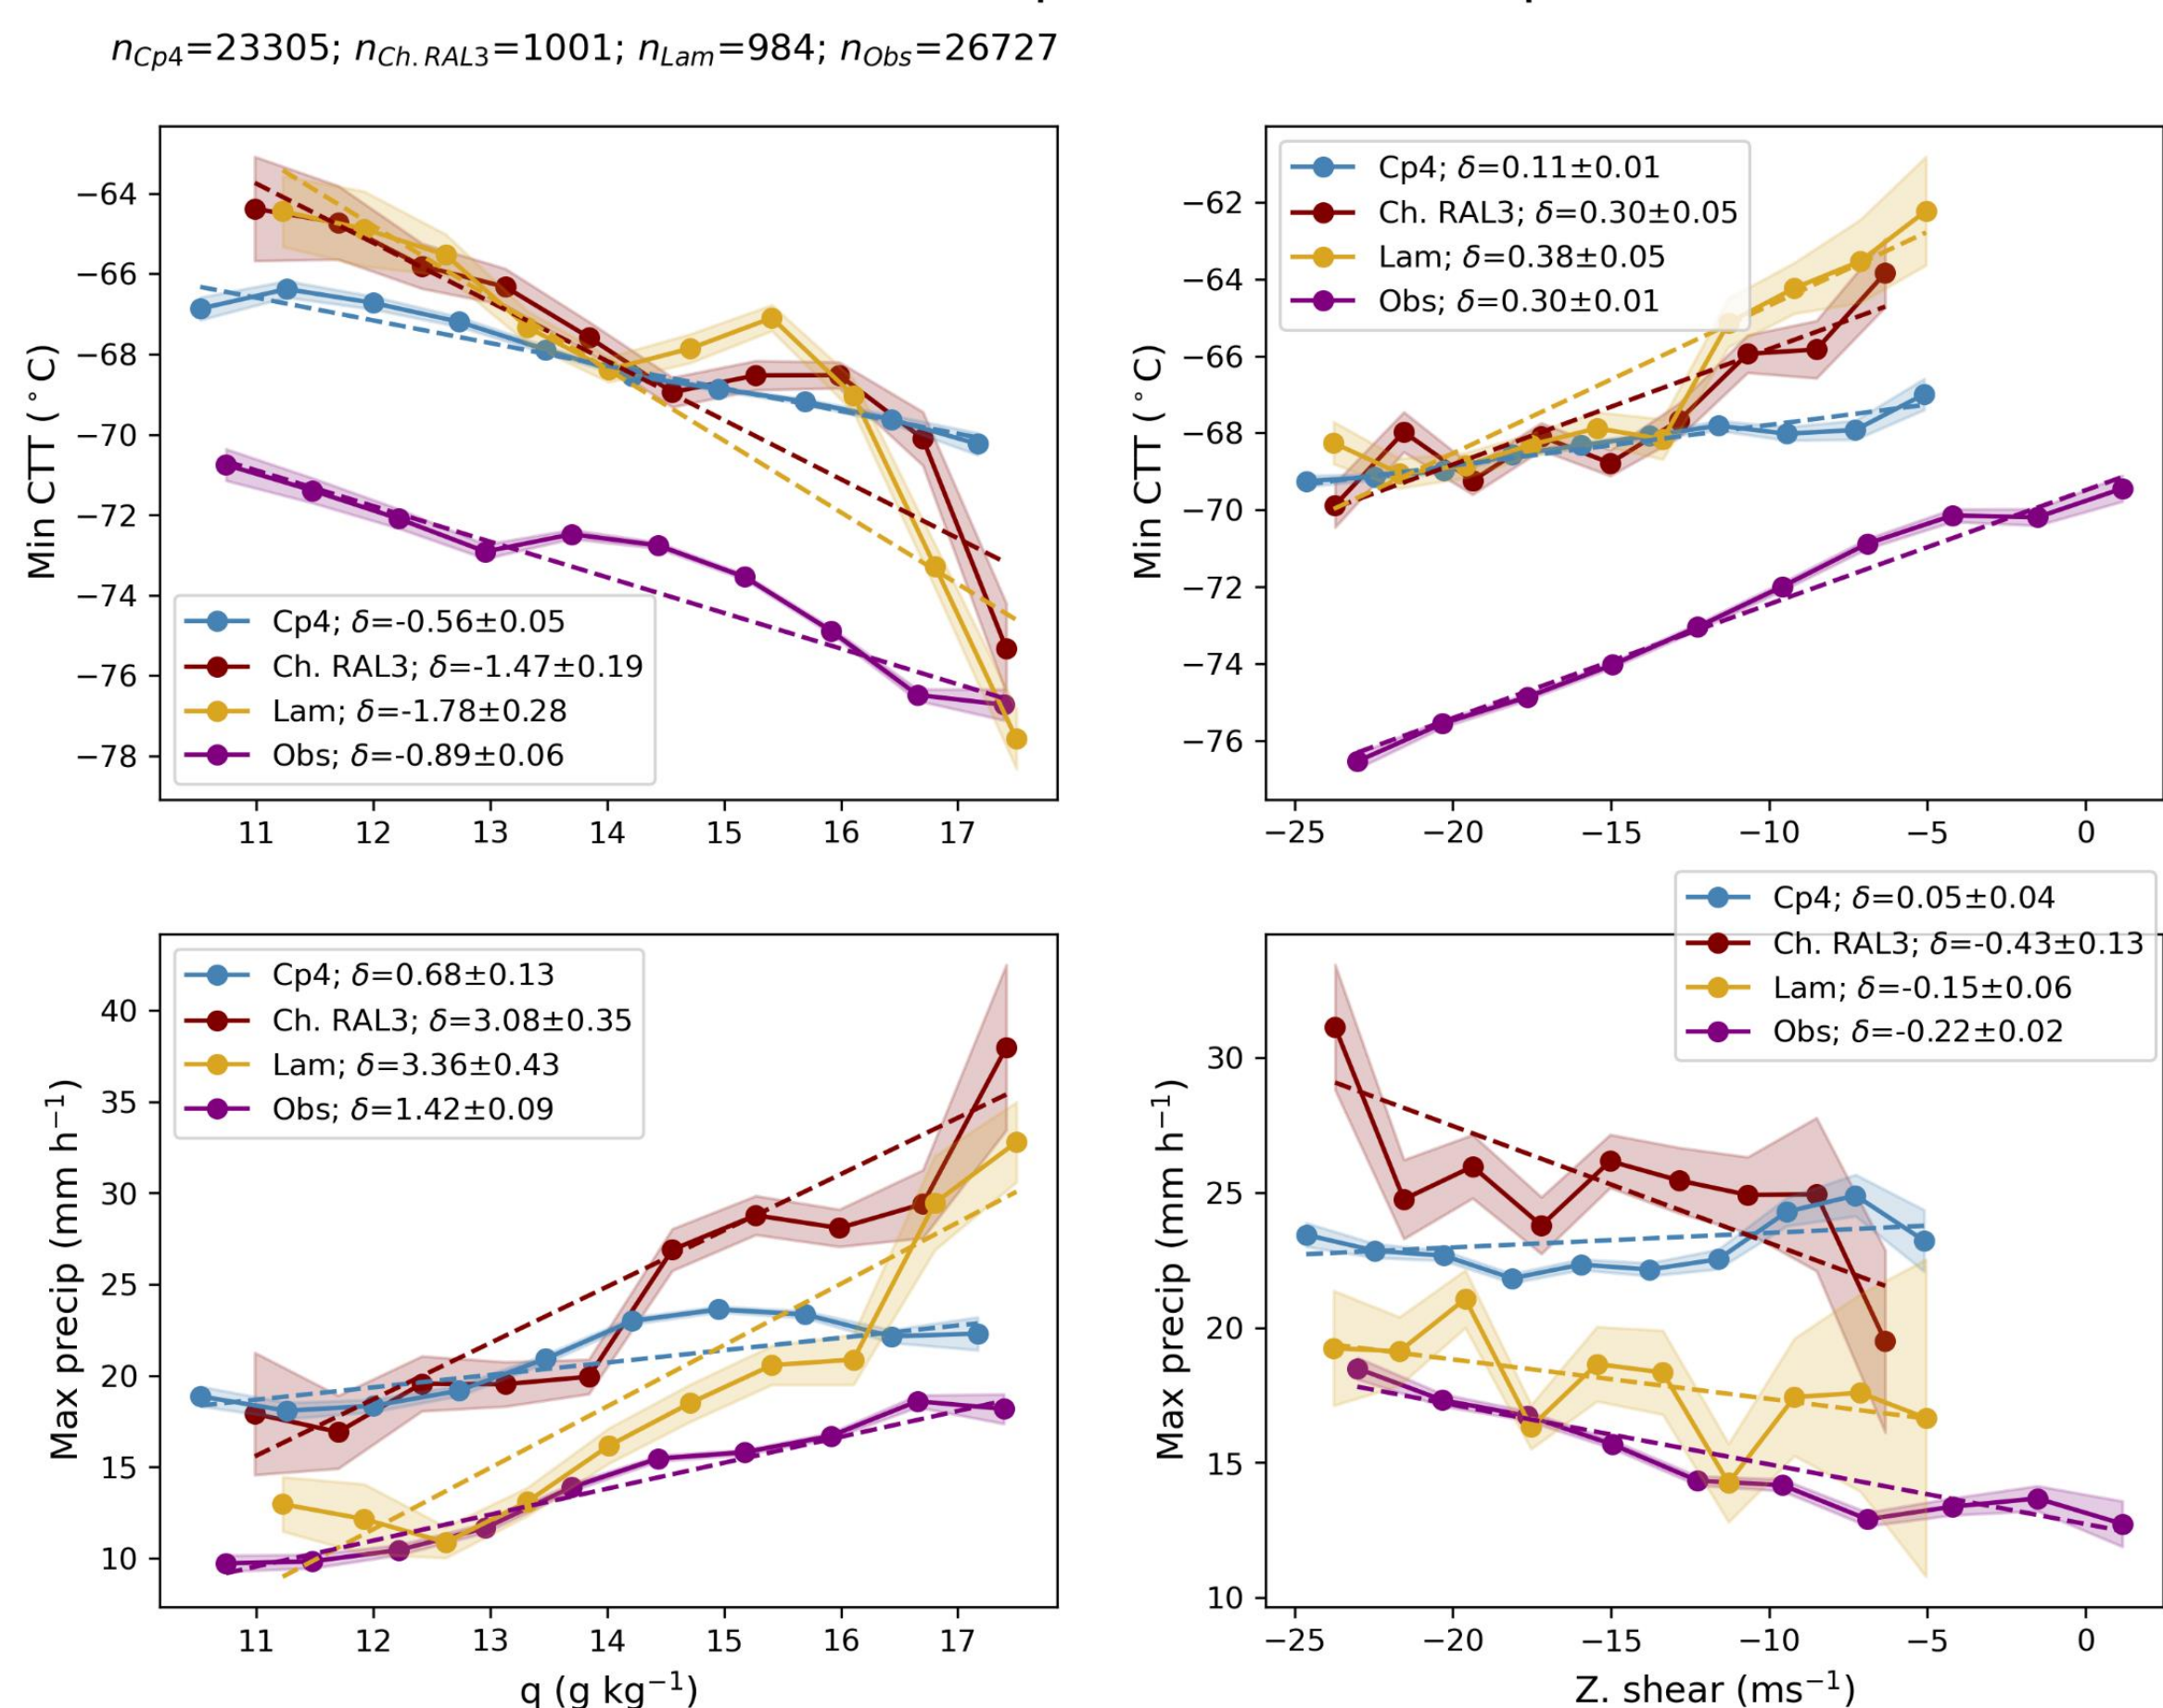 n_{Cp4}=23305; n_{Ch. RAL3}=1001; n_{Lam}=984; n_{Obs}=26727
Min CTT (°C)
−64
−66
−68
−70
−72
−74
−76
−78
Cp4; δ=-0.56±0.05
Ch. RAL3; δ=-1.47±0.19
Lam; δ=-1.78±0.28
Obs; δ=-0.89±0.06
11 12 13 14 15 16 17
Min CTT (°C)
−62
−64
−66
−68
−70
−72
−74
−76
Cp4; δ=0.11±0.01
Ch. RAL3; δ=0.30±0.05
Lam; δ=0.38±0.05
Obs; δ=0.30±0.01
−25 −20 −15 −10 −5 0
Max precip (mm h⁻¹)
40
35
30
25
20
15
10
Cp4; δ=0.68±0.13
Ch. RAL3; δ=3.08±0.35
Lam; δ=3.36±0.43
Obs; δ=1.42±0.09
11 12 13 14 15 16 17
q (g kg⁻¹)
Max precip (mm h⁻¹)
30
25
20
15
10
Cp4; δ=0.05±0.04
Ch. RAL3; δ=-0.43±0.13
Lam; δ=-0.15±0.06
Obs; δ=-0.22±0.02
−25 −20 −15 −10 −5 0
Z. shear (ms⁻¹)